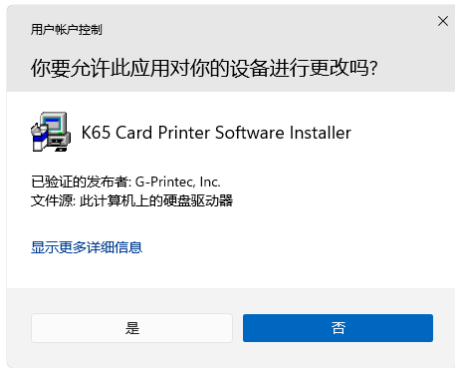 用户帐户控制
你要允许此应用对你的设备进行更改吗?
K65 Card Printer Software Installer
已验证的发布者: G-Printec, Inc.
文件源: 此计算机上的硬盘驱动器
显示更多详细信息
是
否